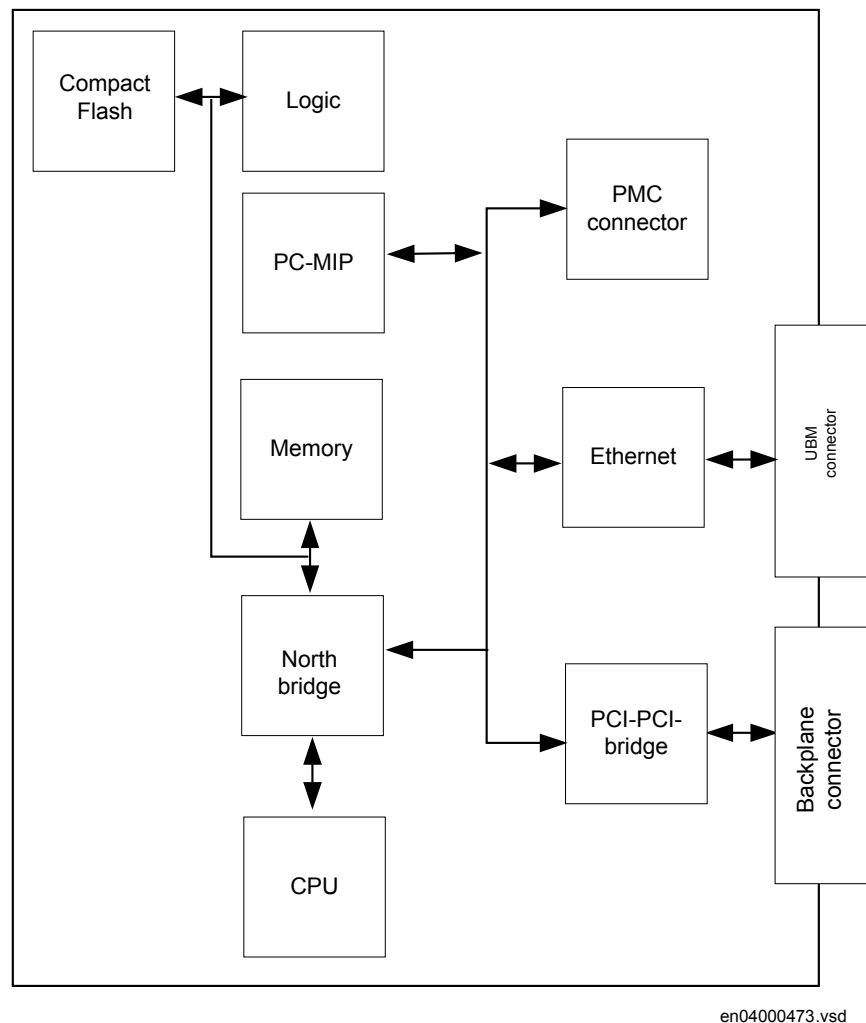 Compact
Flash
Logic
PMC
connector
PC-MIP
Memory
Ethernet
UBM
connector
North
bridge
PCI-PCI-
bridge
Backplane
connector
CPU
en04000473.vsd